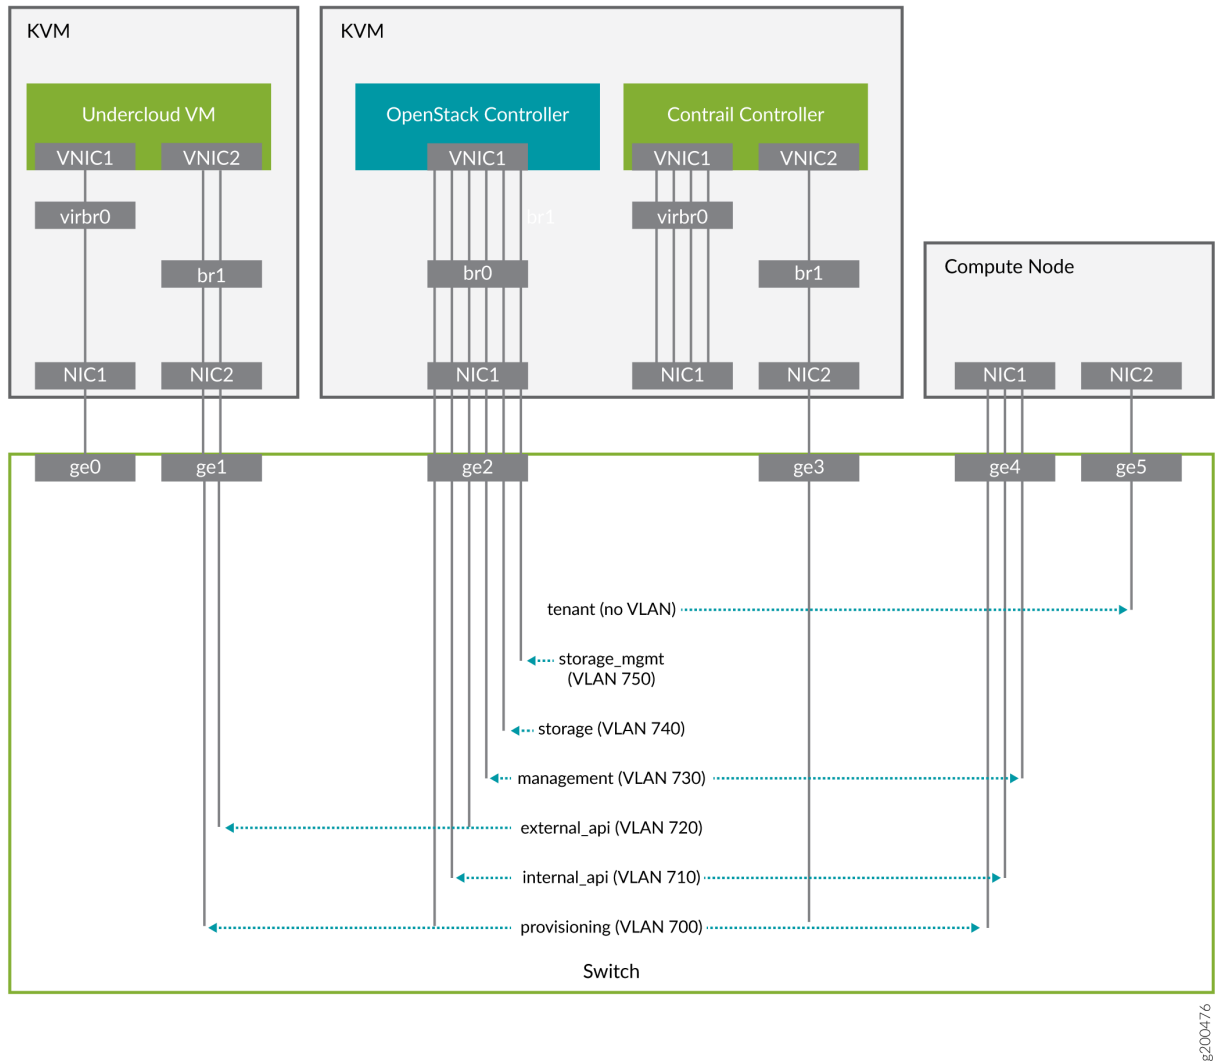 KVM
KVM
Undercloud VM
OpenStack Controller
Contrail Controller
VNIC1
VNIC2
VNIC1
VNIC1
VNIC2
virbr0
br1
virbr0
br1
br0
br1
Compute Node
NIC1
NIC2
NIC1
NIC1
NIC2
NIC1
NIC2
ge0
ge1
ge2
ge3
ge4
ge5
tenant (no VLAN)
storage_mgmt
(VLAN 750)
storage (VLAN 740)
management (VLAN 730)
external_api (VLAN 720)
internal_api (VLAN 710)
provisioning (VLAN 700)
Switch
g200476